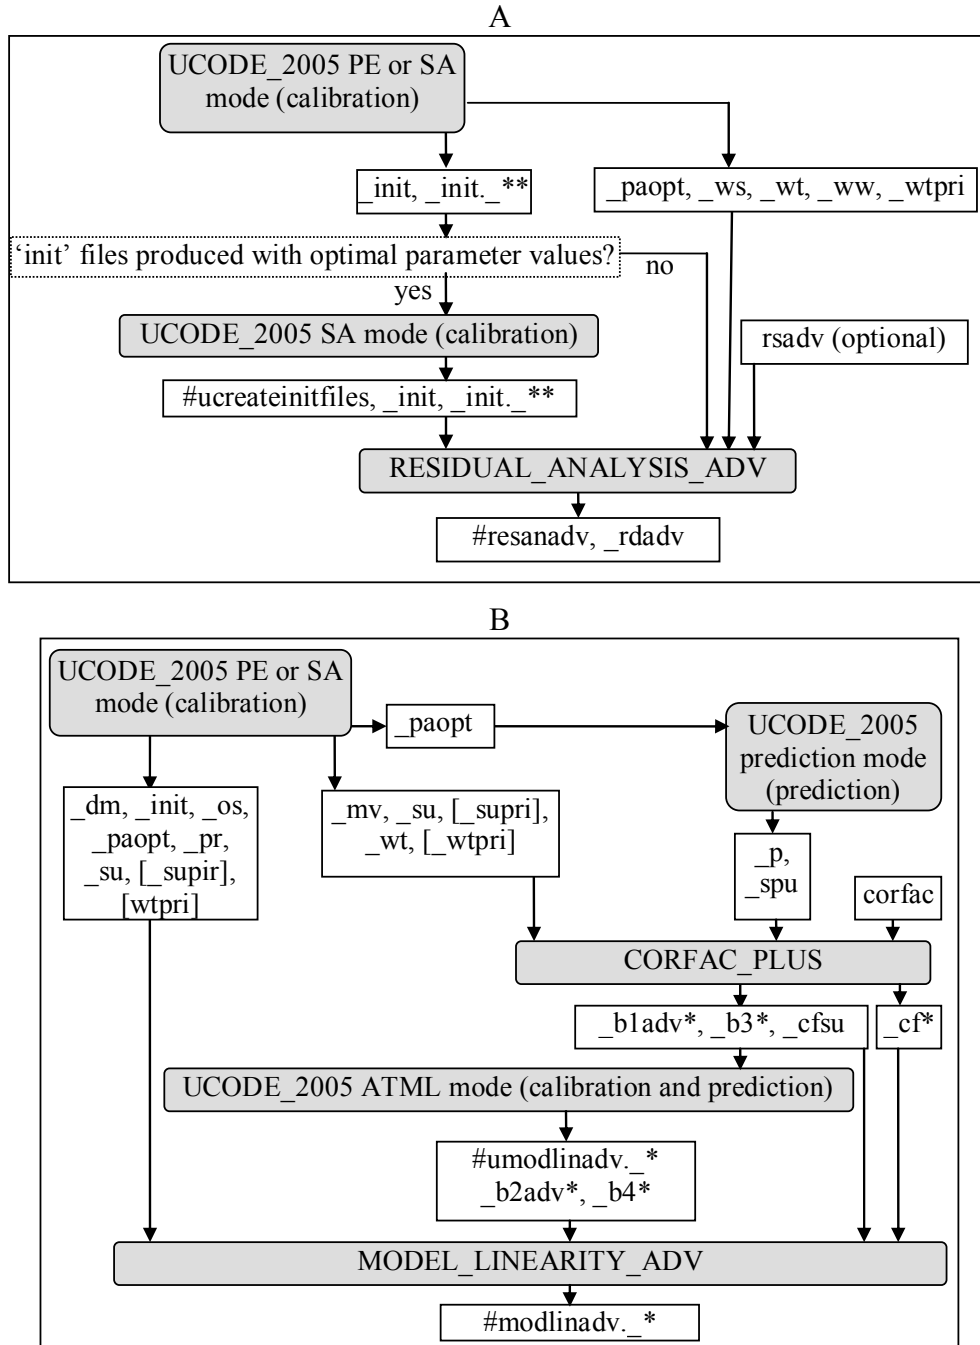 A
UCODE_2005 PE or SA
mode (calibration)
_init, _init._**
_paopt, _ws, _wt, _ww, _wtpri
‘init’ files produced with optimal parameter values?
no
yes
UCODE_2005 SA mode (calibration)
rsadv (optional)
#ucreateinitfiles, _init, _init._**
RESIDUAL_ANALYSIS_ADV
#resanadv, _rdadv
B
UCODE_2005 PE or SA
mode (calibration)
_paopt
UCODE_2005
prediction mode
(prediction)
_dm, _init, _os,
_paopt, _pr,
_su, [_supir],
[wtpri]
_mv, _su, [_supri],
_wt, [_wtpri]
_p,
_spu
corfac
CORFAC_PLUS
_b1adv*, _b3*, _cfsu
_cf*
UCODE_2005 ATML mode (calibration and prediction)
#umodlinadv._*
_b2adv*, _b4*
MODEL_LINEARITY_ADV
#modlinadv._*